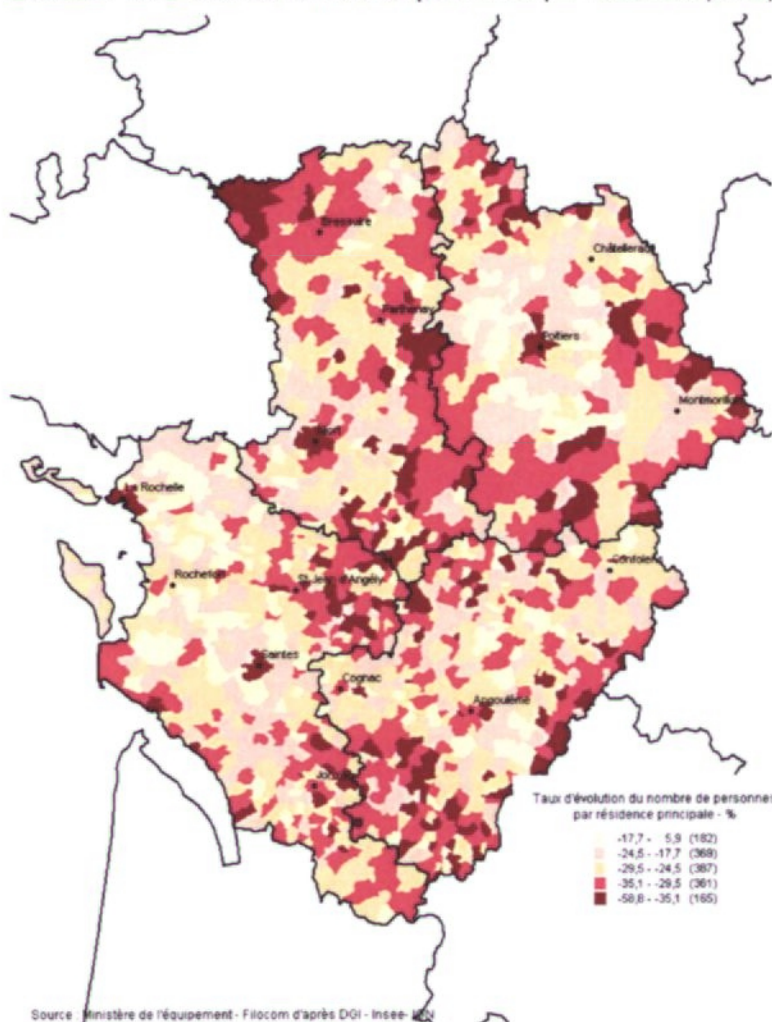 Bressuire
Châtellerault
Parthenay
Poitiers
Montmorillon
Niort
Rochelle
Rochefort
St-Jean d'Angély
Confolens
Saintes
Cognac
Angoulême
Taux d'évolution du nombre de personnes
par résidence principale - %
-17,7 - 5,9 (182)
-24,5 - -17,7 (369)
-29,5 - -24,5 (387)
-35,1 - -29,5 (361)
-58,8 - -35,1 (165)
Source : Ministère de l'équipement - Filocom d'après DGI - Insee- IGN